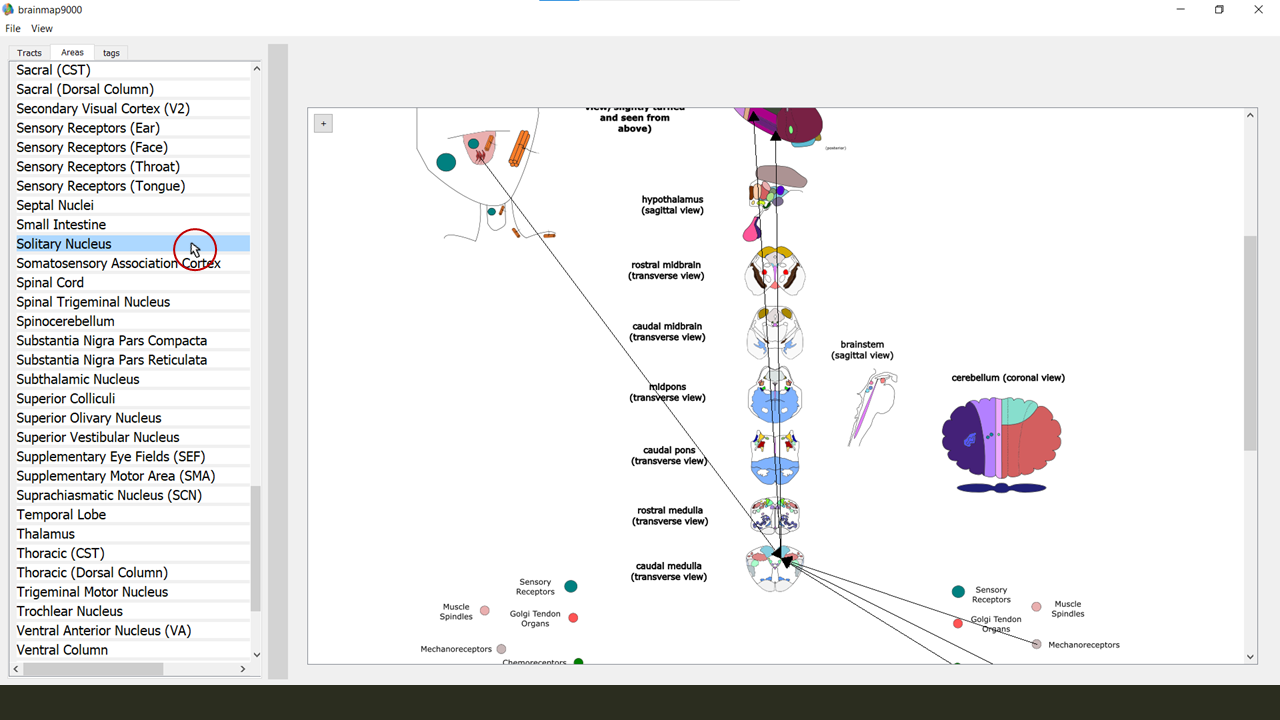 brainmap9000
File View
Tracts Areas tags
Sacral (CST)
Sacral (Dorsal Column)
Secondary Visual Cortex (V2)
Sensory Receptors (Ear)
Sensory Receptors (Face)
Sensory Receptors (Throat)
Sensory Receptors (Tongue)
Septal Nuclei
Small Intestine
Solitary Nucleus
Somatosensory Association Cortex
Spinal Cord
Spinal Trigeminal Nucleus
Spinocerebellum
Substantia Nigra Pars Compacta
Substantia Nigra Pars Reticulata
Subthalamic Nucleus
Superior Colliculi
Superior Olivary Nucleus
Superior Vestibular Nucleus
Supplementary Eye Fields (SEF)
Supplementary Motor Area (SMA)
Suprachiasmatic Nucleus (SCN)
Temporal Lobe
Thalamus
Thoracic (CST)
Thoracic (Dorsal Column)
Trigeminal Motor Nucleus
Trochlear Nucleus
Ventral Anterior Nucleus (VA)
Ventral Column
+
view) slightly turned
and seen from
above)
(posterior)
hypothalamus
(sagittal view)
rostral midbrain
(transverse view)
caudal midbrain
(transverse view)
brainstem
(sagittal view)
cerebellum (coronal view)
midpons
(transverse view)
caudal pons
(transverse view)
rostral medulla
(transverse view)
caudal medulla
(transverse view)
Sensory
Receptors
Muscle
Spindles
Golgi Tendon
Organs
Mechanoreceptors
Chemoreceptors
Sensory
Receptors
Muscle
Spindles
Golgi Tendon
Organs
Mechanoreceptors